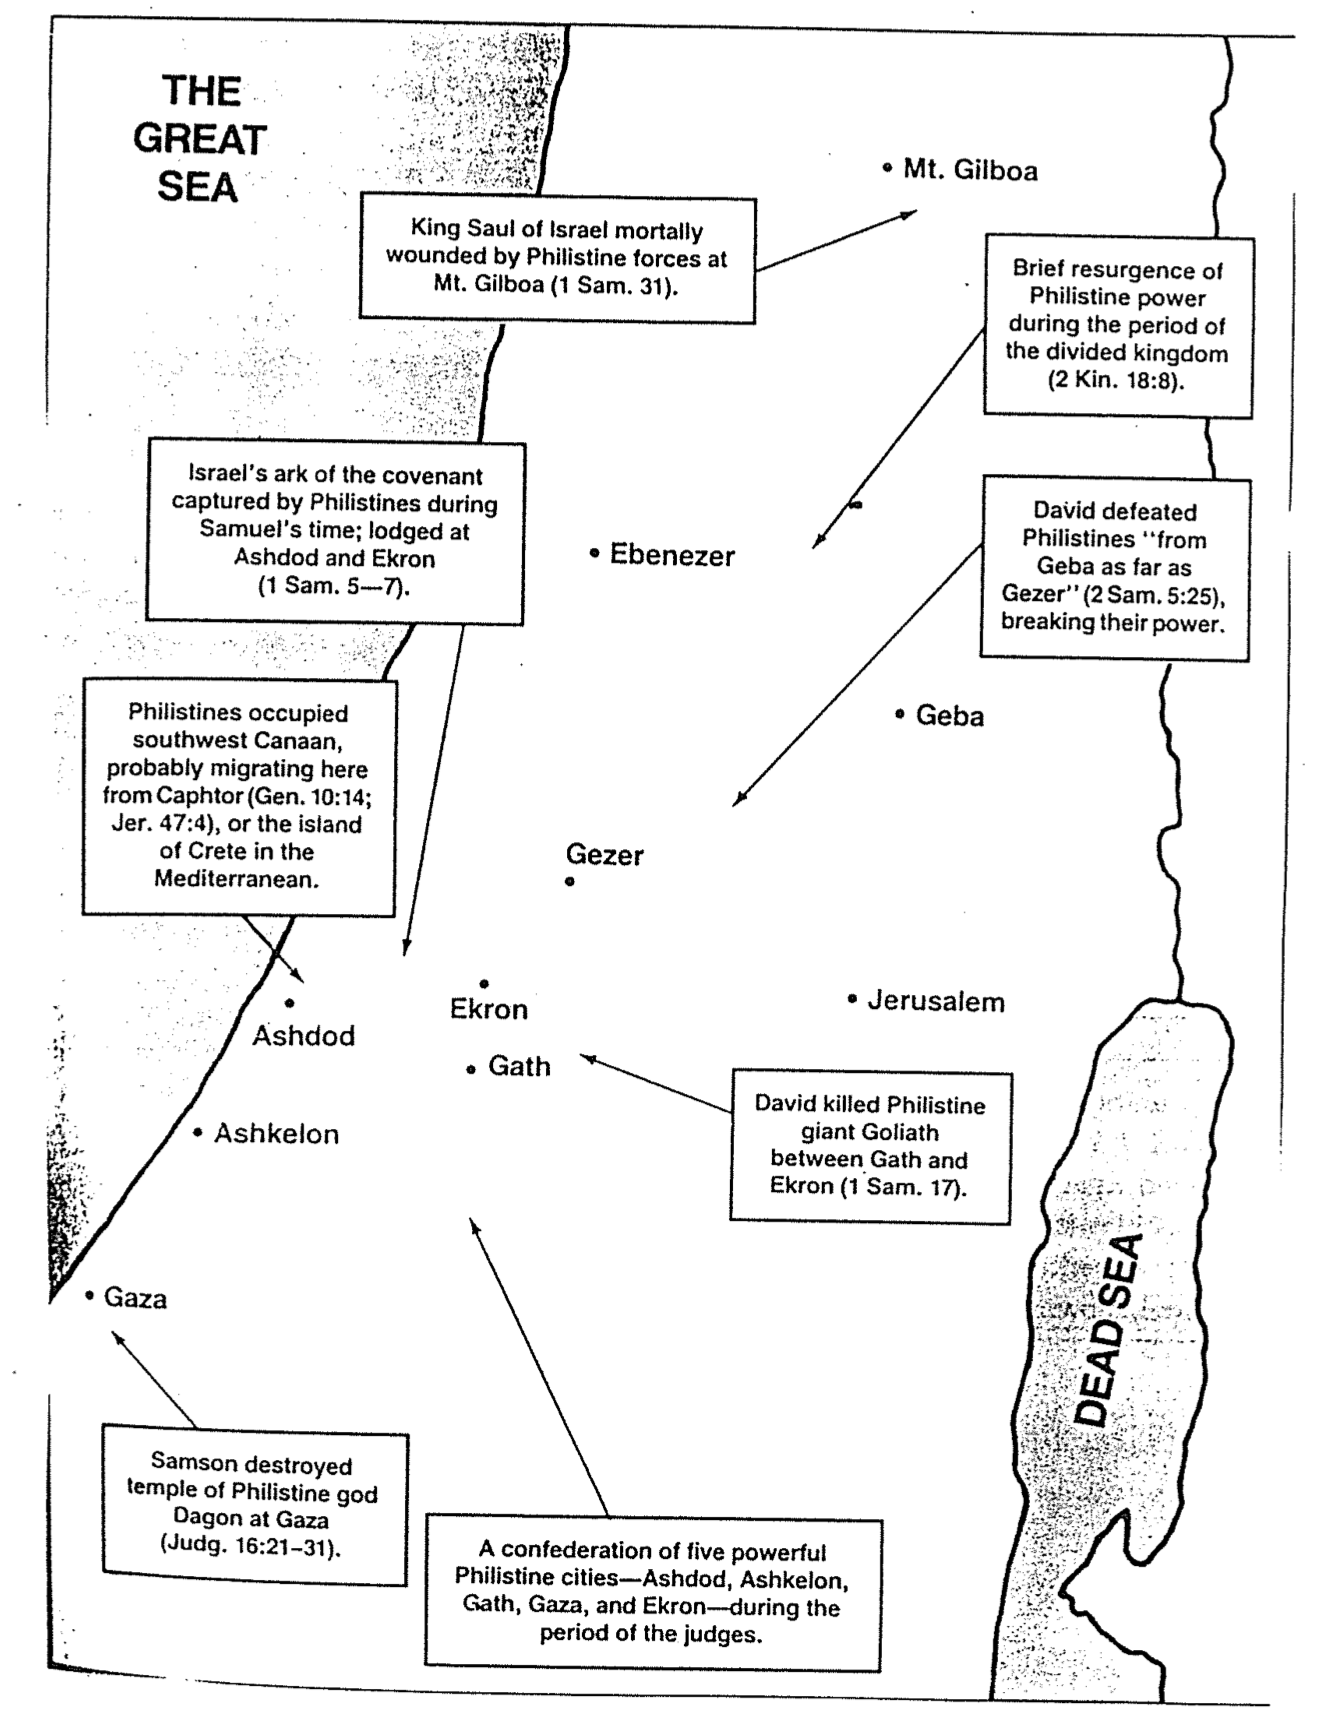 THE
GREAT
SEA
Mt. Gilboa
King Saul of Israel mortally
wounded by Philistine forces at
Mt. Gilboa (1 Sam. 31).
Brief resurgence of
Philistine power
during the period of
the divided kingdom
(2 Kin. 18:8).
Israel's ark of the covenant
captured by Philistines during
Samuel's time; lodged at
Ashdod and Ekron
(1 Sam. 5—7).
Ebenezer
David defeated
Philistines "from
Geba as far as
Gezer" (2 Sam. 5:25),
breaking their power.
Philistines occupied
southwest Canaan,
probably migrating here
from Caphtor (Gen. 10:14;
Jer. 47:4), or the island
of Crete in the
Mediterranean.
Geba
Gezer
Ekron
Jerusalem
Ashdod
Gath
David killed Philistine
giant Goliath
between Gath and
Ekron (1 Sam. 17).
Ashkelon
Gaza
DEAD SEA
Samson destroyed
temple of Philistine god
Dagon at Gaza
(Judg. 16:21–31).
A confederation of five powerful
Philistine cities—Ashdod, Ashkelon,
Gath, Gaza, and Ekron—during the
period of the judges.